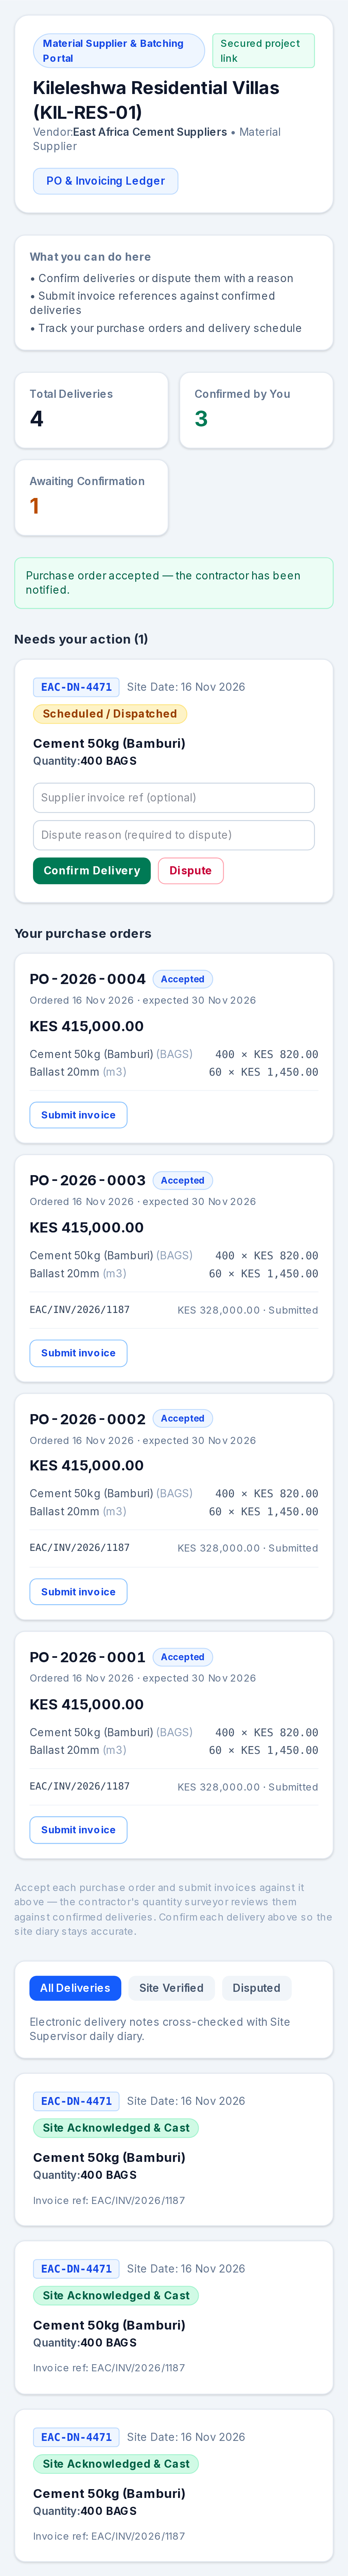 Material Supplier & Batching
Portal
Secured project
link
Kileleshwa Residential Villas
(KIL-RES-01)
Vendor:East Africa Cement Suppliers • Material
Supplier
PO & Invoicing Ledger
What you can do here
• Confirm deliveries or dispute them with a reason
• Submit invoice references against confirmed
deliveries
• Track your purchase orders and delivery schedule
Total Deliveries
4
Confirmed by You
3
Awaiting Confirmation
1
Purchase order accepted — the contractor has been
notified.
Needs your action (1)
EAC-DN-4471 Site Date: 16 Nov 2026
Scheduled / Dispatched
Cement 50kg (Bamburi)
Quantity:400 BAGS
Supplier invoice ref (optional)
Dispute reason (required to dispute)
Confirm Delivery Dispute
Your purchase orders
PO-2026-0004 Accepted
Ordered 16 Nov 2026 · expected 30 Nov 2026
KES 415,000.00
Cement 50kg (Bamburi) (BAGS) 400 × KES 820.00
Ballast 20mm (m3) 60 × KES 1,450.00
Submit invoice
PO-2026-0003 Accepted
Ordered 16 Nov 2026 · expected 30 Nov 2026
KES 415,000.00
Cement 50kg (Bamburi) (BAGS) 400 × KES 820.00
Ballast 20mm (m3) 60 × KES 1,450.00
EAC/INV/2026/1187 KES 328,000.00 · Submitted
Submit invoice
PO-2026-0002 Accepted
Ordered 16 Nov 2026 · expected 30 Nov 2026
KES 415,000.00
Cement 50kg (Bamburi) (BAGS) 400 × KES 820.00
Ballast 20mm (m3) 60 × KES 1,450.00
EAC/INV/2026/1187 KES 328,000.00 · Submitted
Submit invoice
PO-2026-0001 Accepted
Ordered 16 Nov 2026 · expected 30 Nov 2026
KES 415,000.00
Cement 50kg (Bamburi) (BAGS) 400 × KES 820.00
Ballast 20mm (m3) 60 × KES 1,450.00
EAC/INV/2026/1187 KES 328,000.00 · Submitted
Submit invoice
Accept each purchase order and submit invoices against it
above — the contractor's quantity surveyor reviews them
against confirmed deliveries. Confirm each delivery above so the
site diary stays accurate.
All Deliveries Site Verified Disputed
Electronic delivery notes cross-checked with Site
Supervisor daily diary.
EAC-DN-4471 Site Date: 16 Nov 2026
Site Acknowledged & Cast
Cement 50kg (Bamburi)
Quantity:400 BAGS
Invoice ref: EAC/INV/2026/1187
EAC-DN-4471 Site Date: 16 Nov 2026
Site Acknowledged & Cast
Cement 50kg (Bamburi)
Quantity:400 BAGS
Invoice ref: EAC/INV/2026/1187
EAC-DN-4471 Site Date: 16 Nov 2026
Site Acknowledged & Cast
Cement 50kg (Bamburi)
Quantity:400 BAGS
Invoice ref: EAC/INV/2026/1187